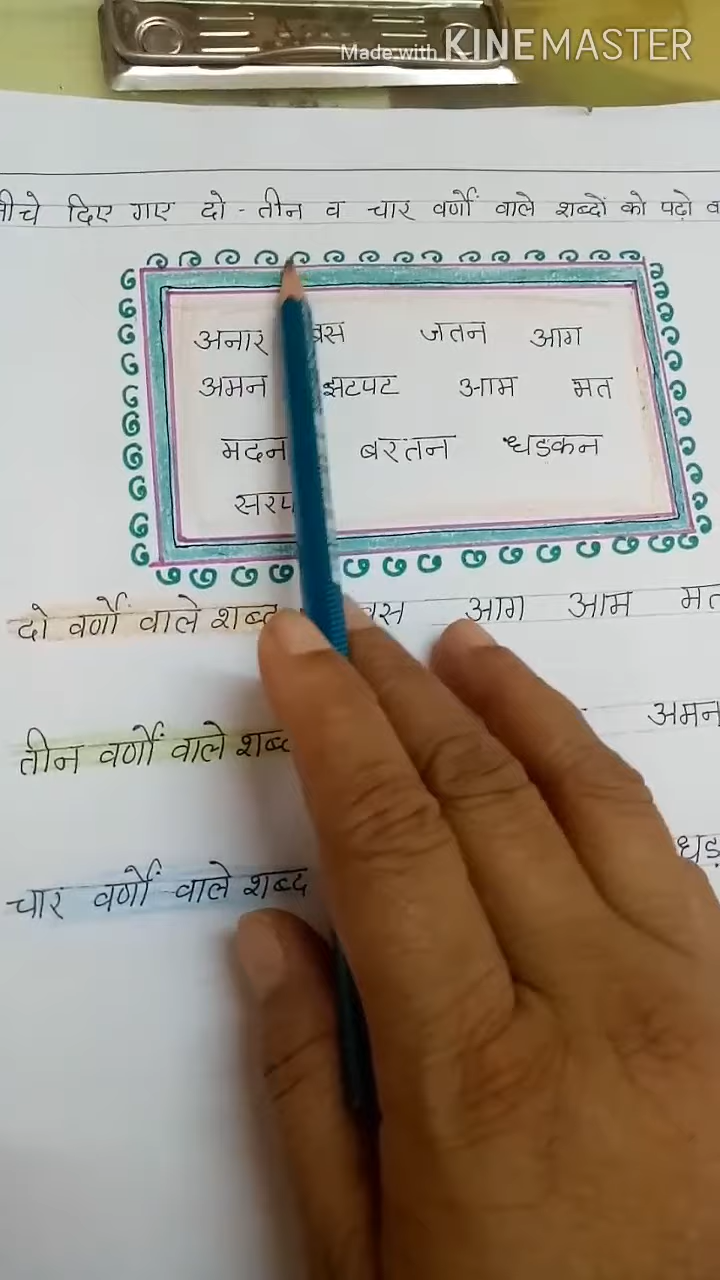 Made with KINEMASTER
दिए गए दो - तीन व चार वर्णों वाले शब्दों को पढ़ो
अनार जतन आग
अमन झटपट आम मत
मदन बरतन धड़कन
दो वर्णों वाले शब्द आग आम मत
तीन वर्णों वाले शब्द अमन
चार वर्णों वाले शब्द